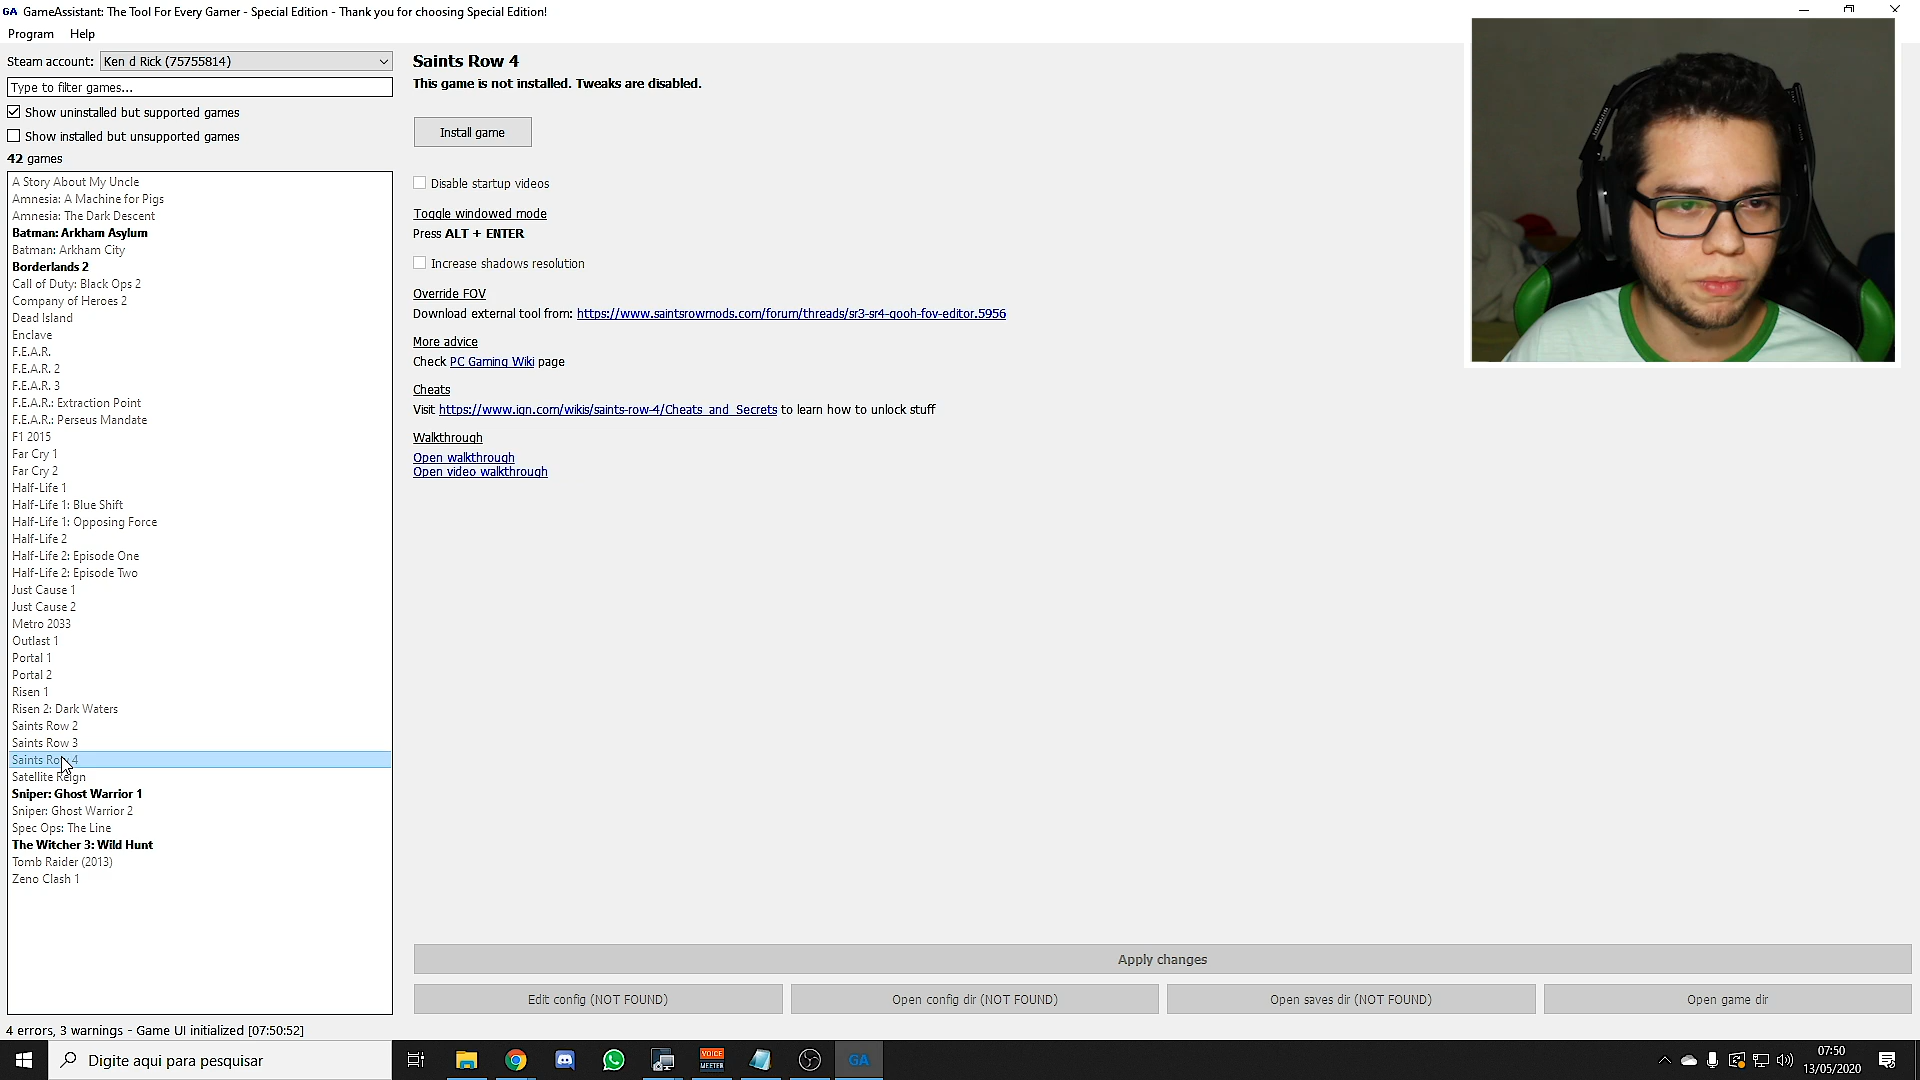 GA GameAssistant: The Tool For Every Gamer - Special Edition - Thank you for choosing Special Edition!
Program Help
Steam account: Ken d Rick (75755814)
Type to filter games...
Show uninstalled but supported games
Show installed but unsupported games
42 games
A Story About My Uncle
Amnesia: A Machine for Pigs
Amnesia: The Dark Descent
Batman: Arkham Asylum
Batman: Arkham City
Borderlands 2
Call of Duty: Black Ops 2
Company of Heroes 2
Dead Island
Enclave
F.E.A.R.
F.E.A.R. 2
F.E.A.R. 3
F.E.A.R.: Extraction Point
F.E.A.R.: Perseus Mandate
F1 2015
Far Cry 1
Far Cry 2
Half-Life 1
Half-Life 1: Blue Shift
Half-Life 1: Opposing Force
Half-Life 2
Half-Life 2: Episode One
Half-Life 2: Episode Two
Just Cause 1
Just Cause 2
Metro 2033
Outlast 1
Portal 1
Portal 2
Risen 1
Risen 2: Dark Waters
Saints Row 2
Saints Row 3
Saints Row 4
Satellite Reign
Sniper: Ghost Warrior 1
Sniper: Ghost Warrior 2
Spec Ops: The Line
The Witcher 3: Wild Hunt
Tomb Raider (2013)
Zeno Clash 1
Saints Row 4
This game is not installed. Tweaks are disabled.
Install game
Disable startup videos
Toggle windowed mode
Press ALT + ENTER
Increase shadows resolution
Override FOV
Download external tool from: https://www.saintsrowmods.com/forum/threads/sr3-sr4-gooh-fov-editor.5956
More advice
Check PC Gaming Wiki page
Cheats
Visit https://www.ign.com/wikis/saints-row-4/Cheats_and_Secrets to learn how to unlock stuff
Walkthrough
Open walkthrough
Open video walkthrough
Apply changes
Edit config (NOT FOUND) Open config dir (NOT FOUND) Open saves dir (NOT FOUND) Open game dir
4 errors, 3 warnings - Game UI initialized [07:50:52]
Digite aqui para pesquisar
VOICE
MEETER
GA
07:50
13/05/2020